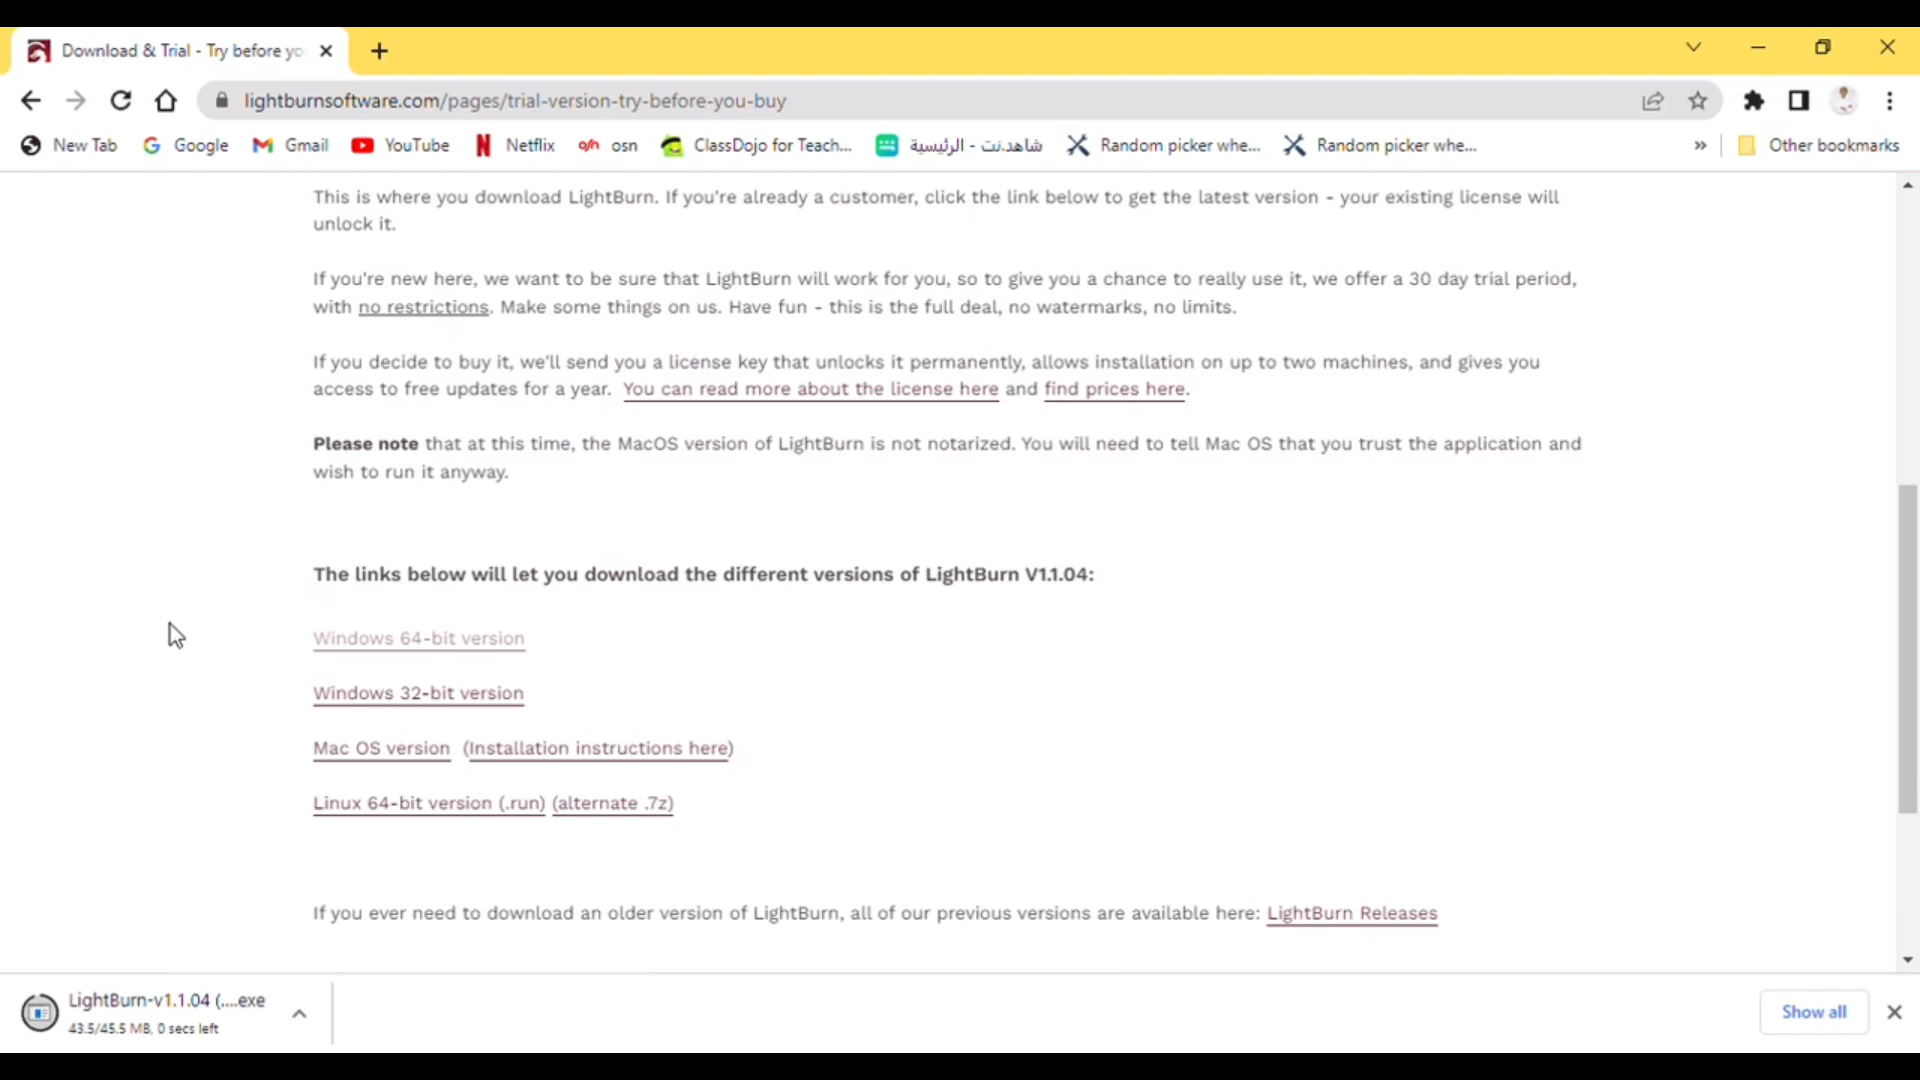 Download & Trial - Try before yo
lightburnsoftware.com/pages/trial-version-try-before-you-buy
New Tab
Google
Gmail
YouTube
Netflix
osn
ClassDojo for Teach...
شاهد.نت - الرئيسية
Random picker whe...
Random picker whe...
»
Other bookmarks
This is where you download LightBurn. If you're already a customer, click the link below to get the latest version - your existing license will
unlock it.
If you're new here, we want to be sure that LightBurn will work for you, so to give you a chance to really use it, we offer a 30 day trial period,
with no restrictions. Make some things on us. Have fun - this is the full deal, no watermarks, no limits.
If you decide to buy it, we'll send you a license key that unlocks it permanently, allows installation on up to two machines, and gives you
access to free updates for a year. You can read more about the license here and find prices here.
Please note that at this time, the MacOS version of LightBurn is not notarized. You will need to tell Mac OS that you trust the application and
wish to run it anyway.
The links below will let you download the different versions of LightBurn V1.1.04:
Windows 64-bit version
Windows 32-bit version
Mac OS version (Installation instructions here)
Linux 64-bit version (.run) (alternate .7z)
If you ever need to download an older version of LightBurn, all of our previous versions are available here: LightBurn Releases
LightBurn-v1.1.04 (....exe
43.5/45.5 MB, 0 secs left
Show all